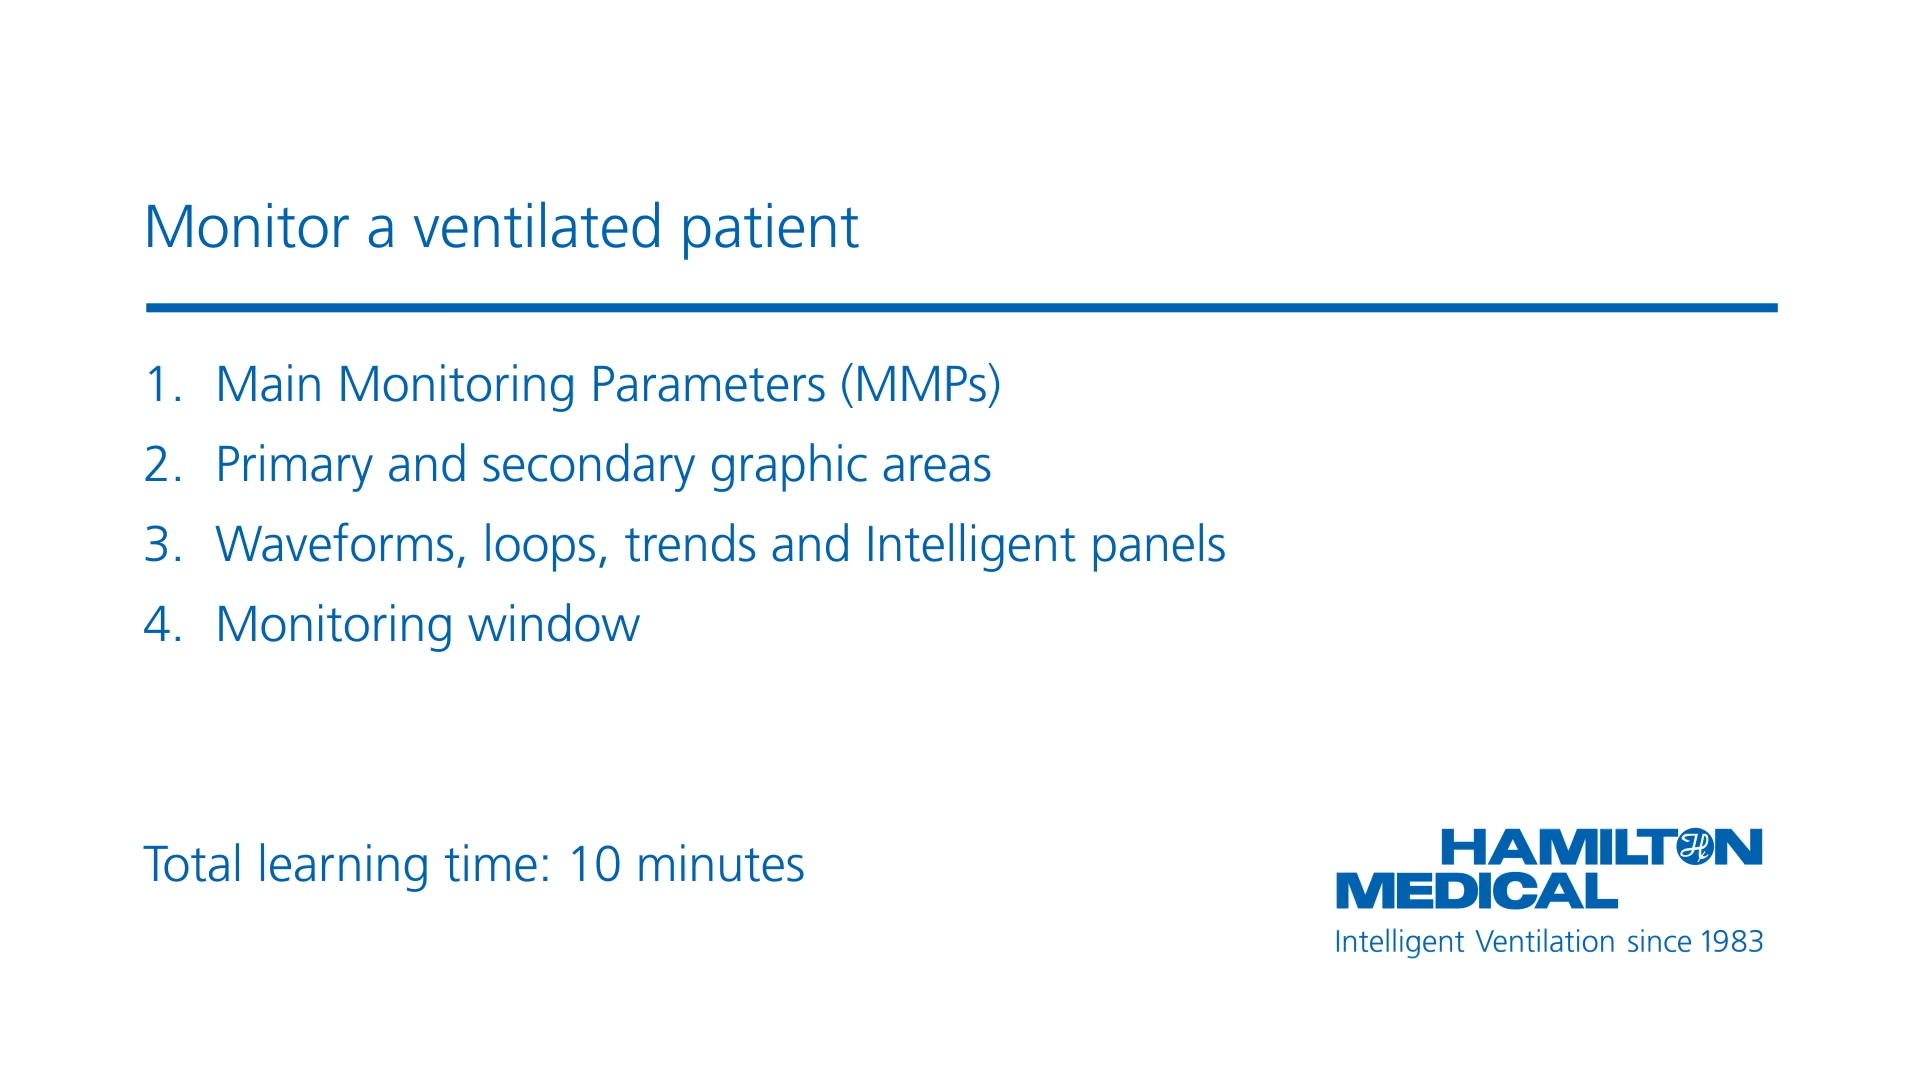 Monitor a ventilated patient
1. Main Monitoring Parameters (MMPs)
2. Primary and secondary graphic areas
3. Waveforms, loops, trends and Intelligent panels
4. Monitoring window
Total learning time: 10 minutes
HAMILTON
MEDICAL
Intelligent Ventilation since 1983